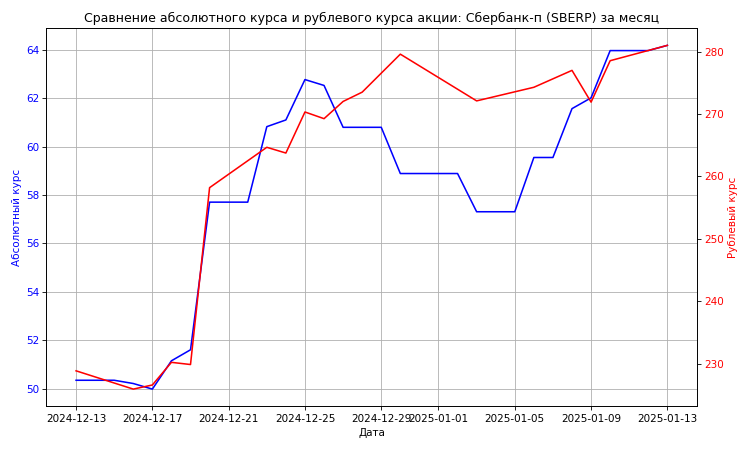 Сравнение абсолютного курса и рублевого курса акции: Сбербанк-п (SBERP) за месяц
Абсолютный курс
64
62
60
58
56
54
52
50
280
270
260
250
240
230
Рублевый курс
2024-12-13 2024-12-17 2024-12-21 2024-12-25 2024-12-29 2025-01-01 2025-01-05 2025-01-09 2025-01-13
Дата